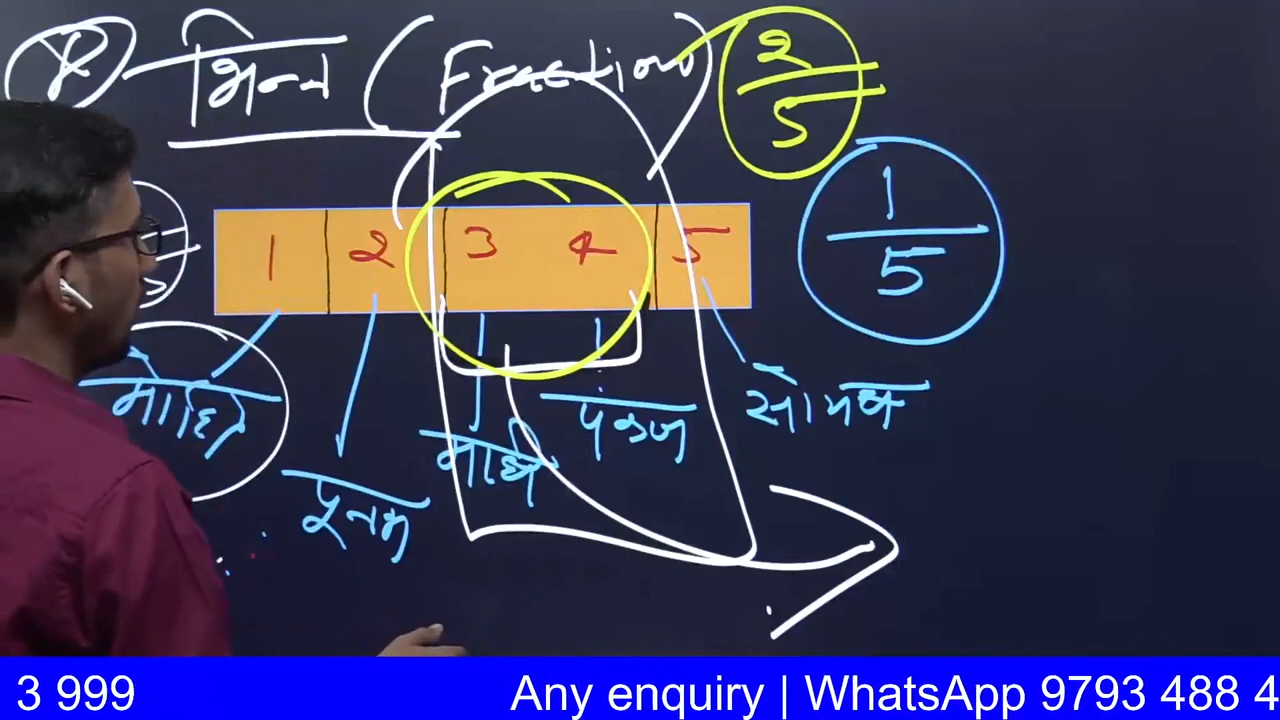 भिन्न (Fraction)
2
5
1
5
1 2 3 4 5
मोहित पूनम माही पंकज सोमन
3 999 Any enquiry | WhatsApp 9793 488 4